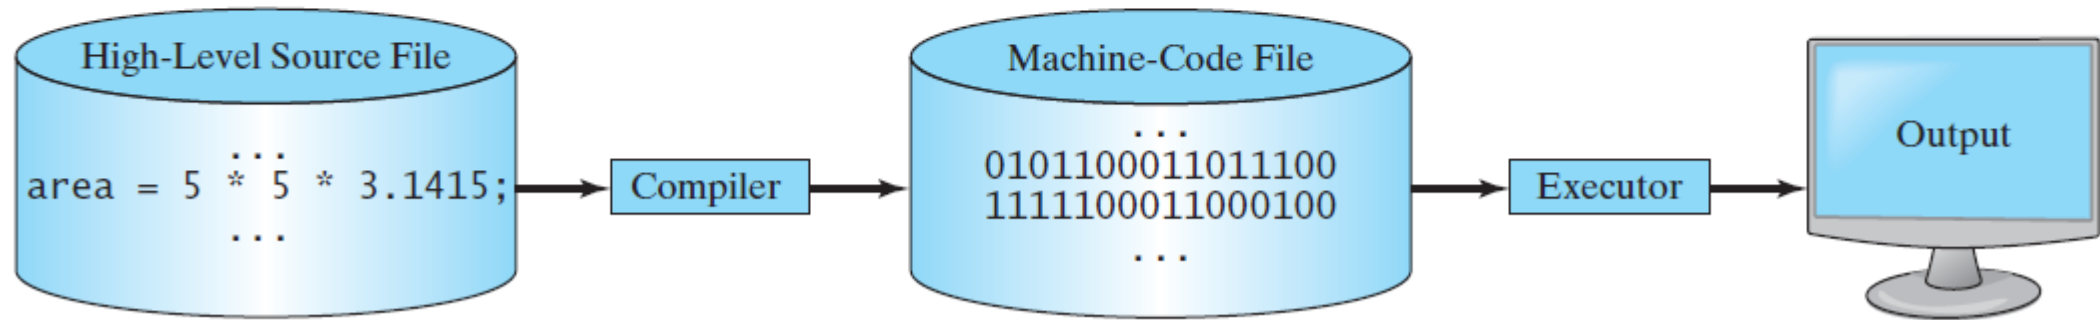 High-Level Source File
...
area = 5 * 5 * 3.1415;
...
Compiler
Machine-Code File
...
0101100011011100
1111100011000100
...
Executor
Output